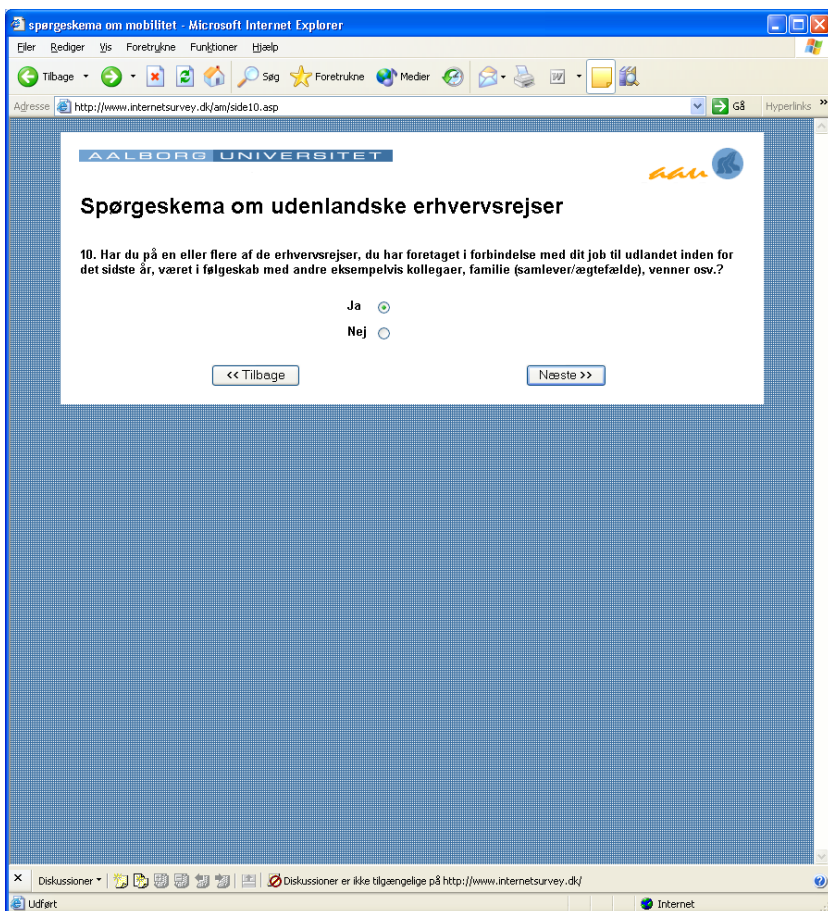 spørgeskema om mobilitet - Microsoft Internet Explorer
Filer Rediger Vis Foretrukne Funktioner Hjælp
Tilbage Søg Foretrukne Medier
Adresse http://www.internetsurvey.dk/am/side10.asp Gå Hyperlinks »
AALBORG UNIVERSITET
aau
Spørgeskema om udenlandske erhvervsrejser
10. Har du på en eller flere af de erhvervsrejser, du har foretaget i forbindelse med dit job til udlandet inden for
det sidste år, været i følgeskab med andre eksempelvis kollegaer, familie (samlever/ægtefælde), venner osv.?
Ja
Nej
<< Tilbage Næste >>
Diskussioner Diskussioner er ikke tilgængelige på http://www.internetsurvey.dk/
Udført Internet